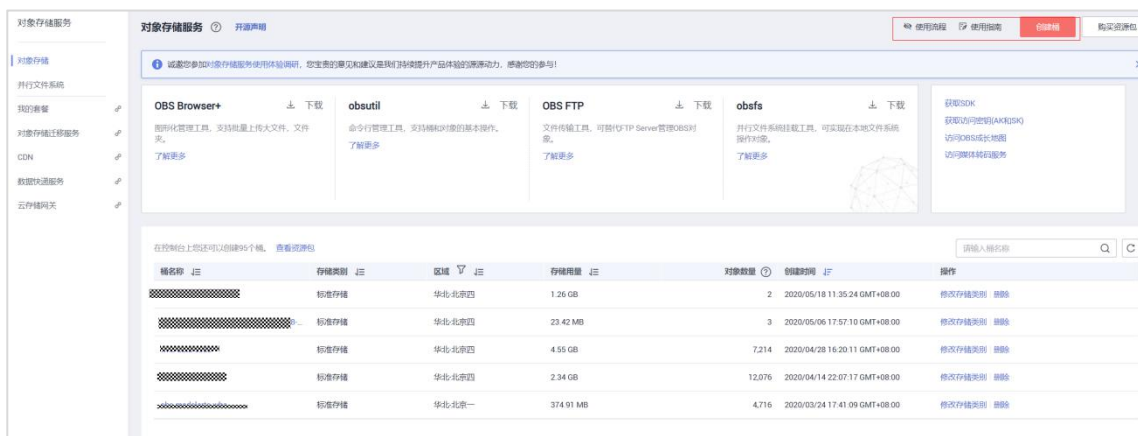 对象存储服务
对象存储
并行文件系统
我的套餐
对象存储迁移服务
CDN
数据快递服务
云存储网关
对象存储服务 ? 开源声明
使用流程 使用指南 创建桶 购买资源包
诚邀您参加对象存储服务使用体验调研，您宝贵的意见和建议是我们持续提升产品体验的源源动力，感谢您的参与！
OBS Browser+ 下载
图形化管理工具，支持批量上传大文件、文件
夹。
了解更多
obsutil 下载
命令行管理工具，支持桶和对象的基本操作。
了解更多
OBS FTP 下载
文件传输工具，可替代FTP Server管理OBS对
象。
了解更多
obsfs 下载
并行文件系统挂载工具，可实现在本地文件系统
操作对象。
了解更多
获取SDK
获取访问密钥(AK和SK)
访问OBS成长地图
访问媒体转码服务
在控制台上您还可以创建95个桶。 查看资源包
请输入桶名称
桶名称 存储类别 区域 存储用量 对象数量 ? 创建时间 操作
标准存储 华北-北京四 1.26 GB 2 2020/05/18 11:35:24 GMT+08:00 修改存储类别 删除
标准存储 华北-北京四 23.42 MB 3 2020/05/06 17:57:10 GMT+08:00 修改存储类别 删除
标准存储 华北-北京四 4.55 GB 7,214 2020/04/28 16:20:11 GMT+08:00 修改存储类别 删除
标准存储 华北-北京四 2.34 GB 12,076 2020/04/14 22:07:17 GMT+08:00 修改存储类别 删除
标准存储 华北-北京一 374.91 MB 4,716 2020/03/24 17:41:09 GMT+08:00 修改存储类别 删除